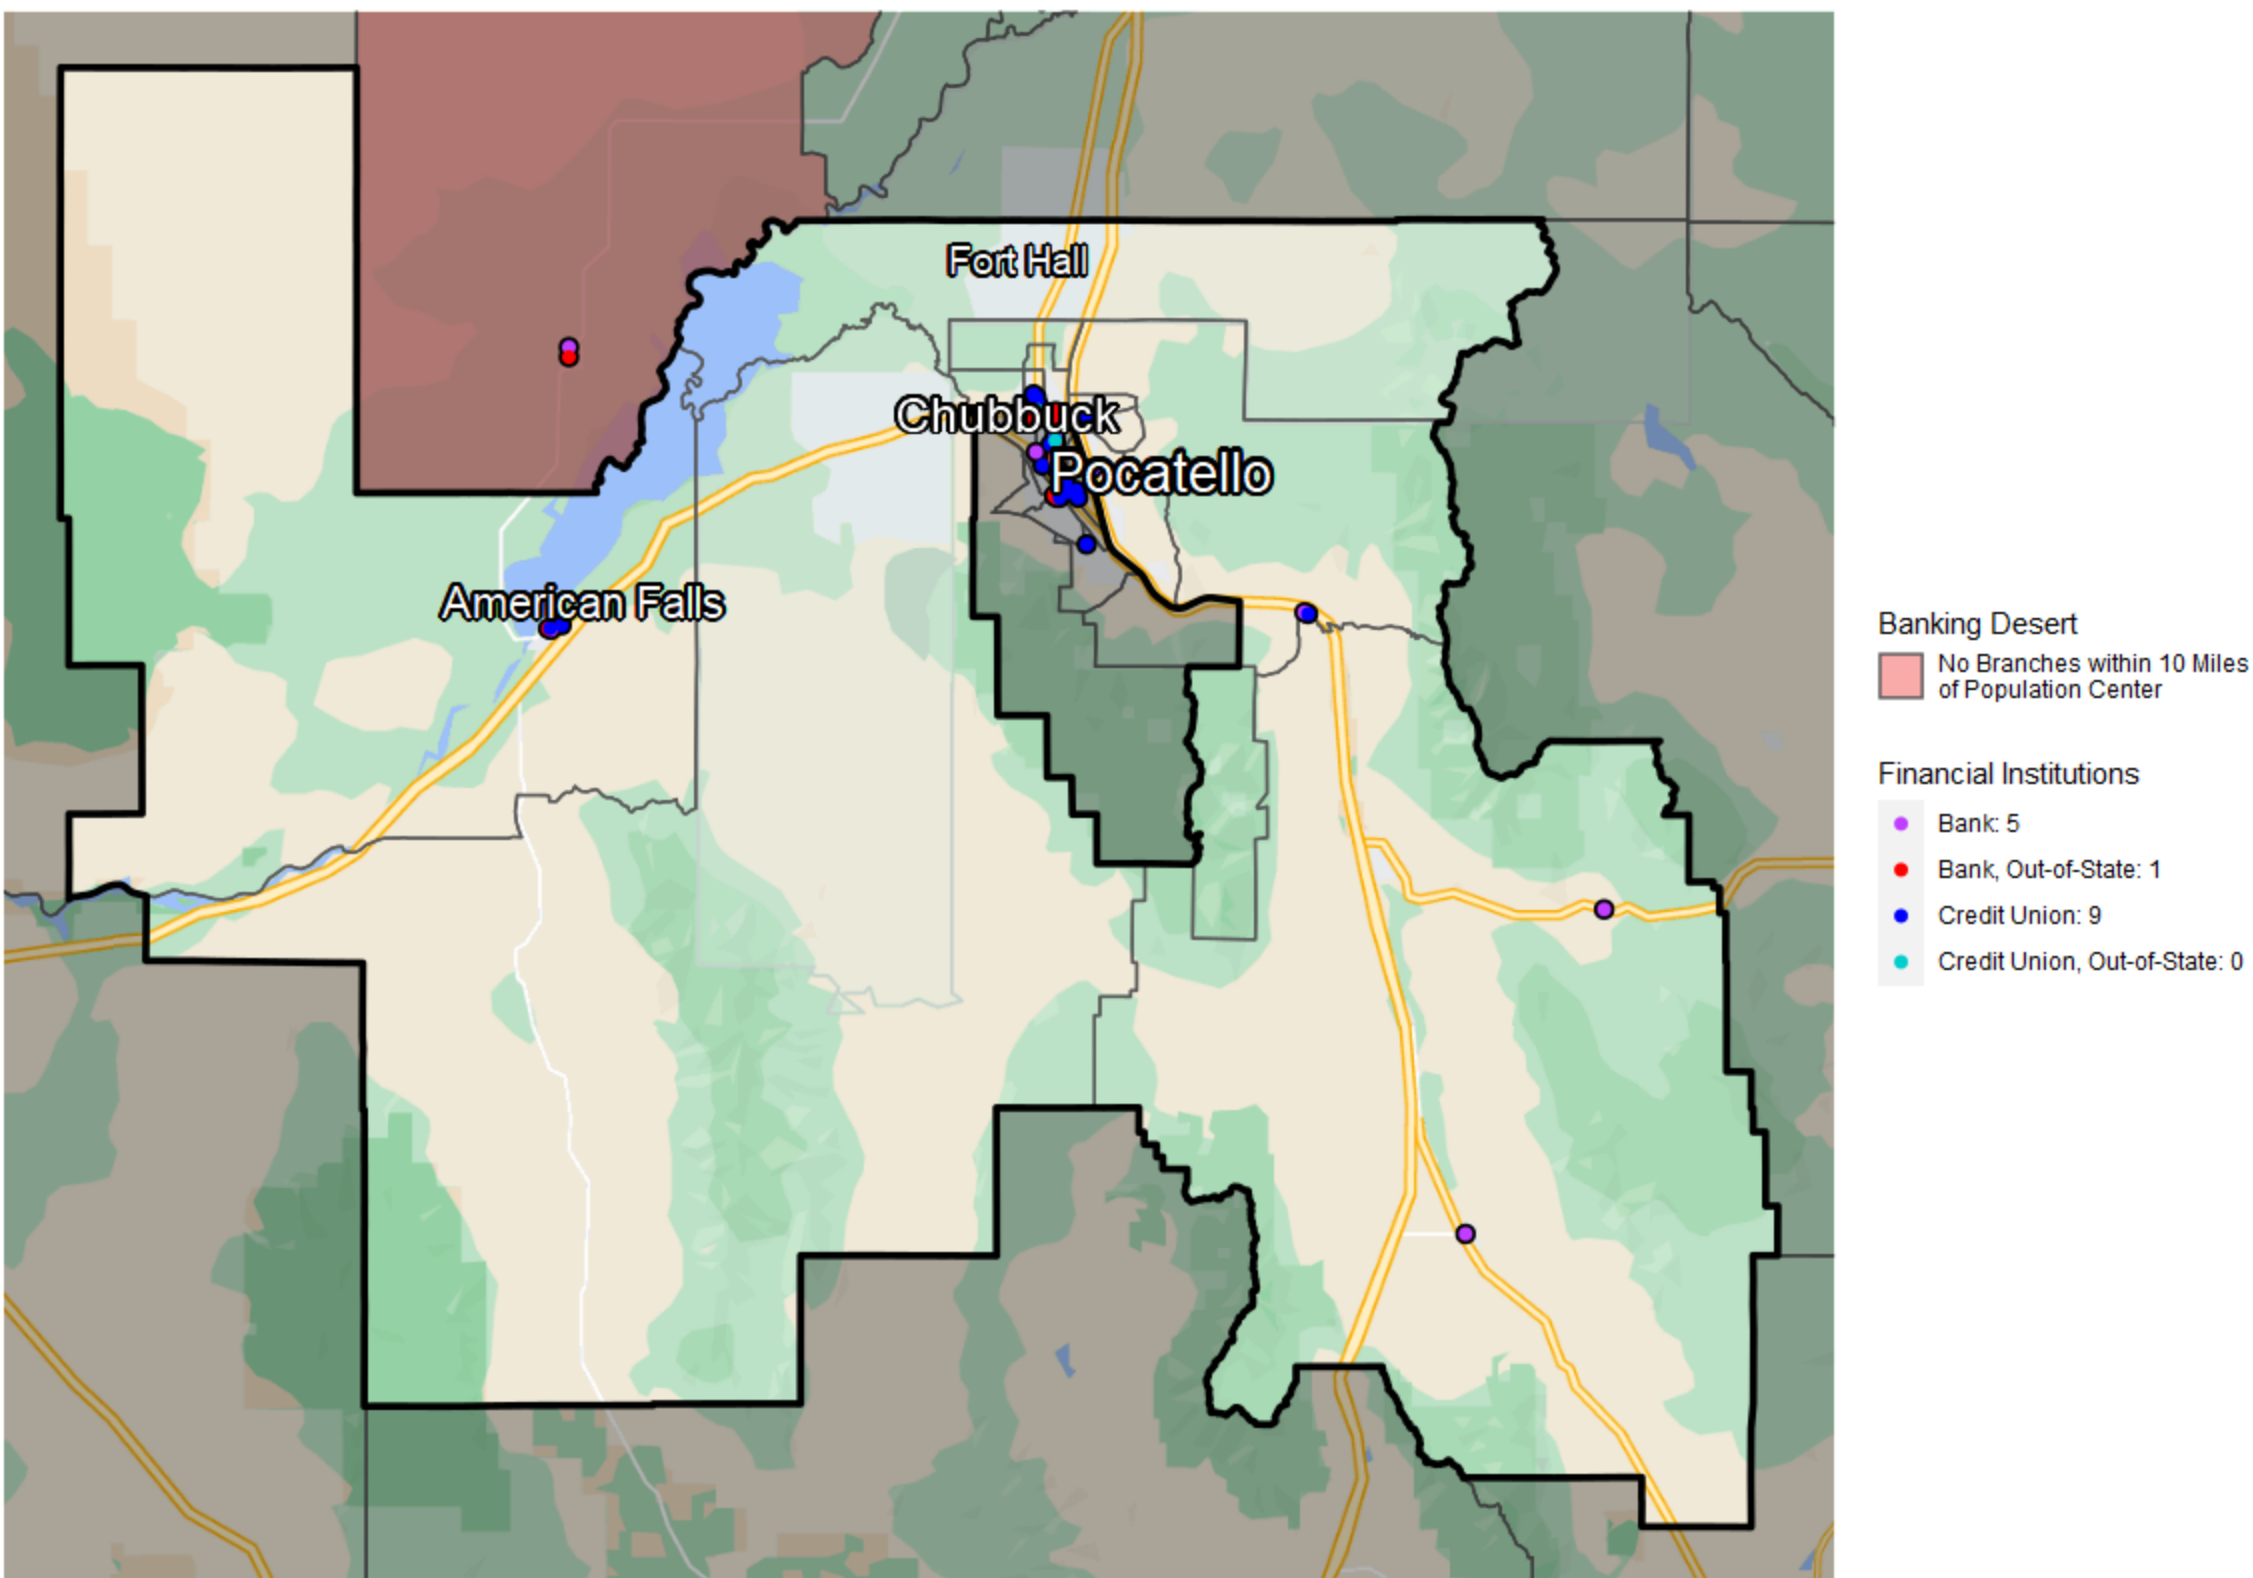 Fort Hall
Chubbuck
Pocatello
American Falls
Banking Desert
No Branches within 10 Miles
of Population Center
Financial Institutions
Bank: 5
Bank, Out-of-State: 1
Credit Union: 9
Credit Union, Out-of-State: 0